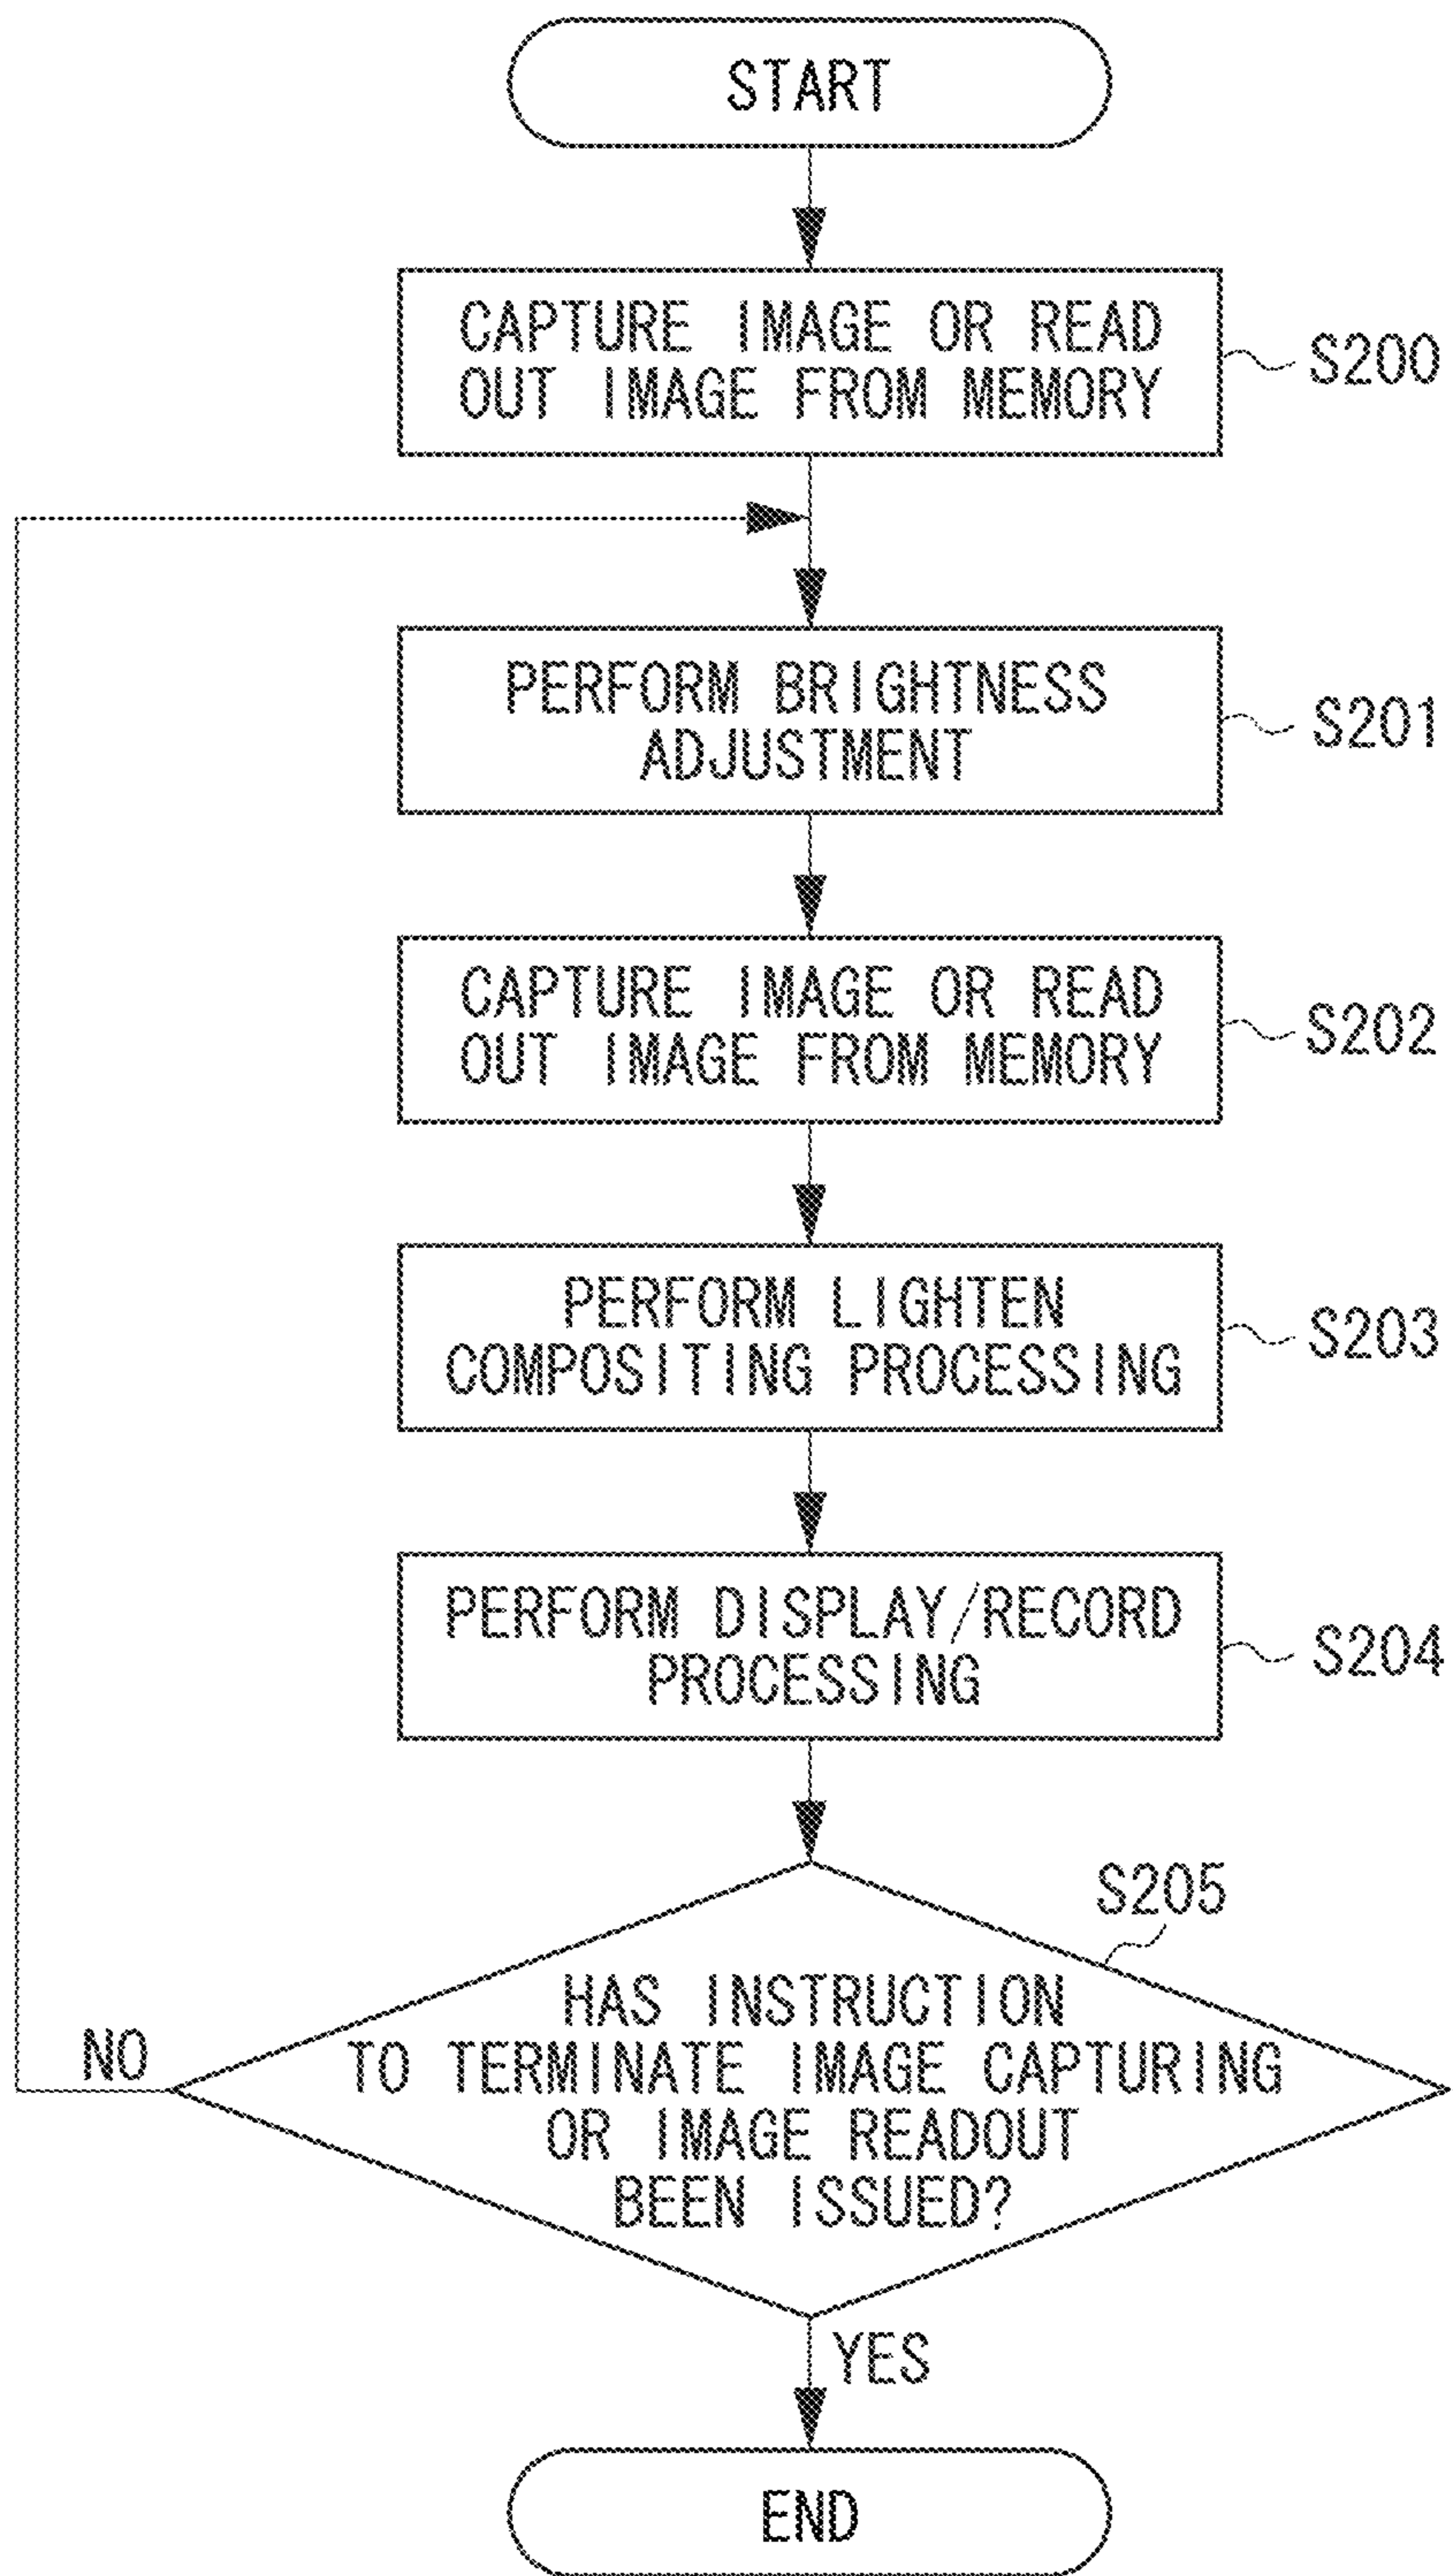 START
CAPTURE IMAGE OR READ
OUT IMAGE FROM MEMORY
S200
PERFORM BRIGHTNESS
ADJUSTMENT
S201
CAPTURE IMAGE OR READ
OUT IMAGE FROM MEMORY
S202
PERFORM LIGHTEN
COMPOSITING PROCESSING
S203
PERFORM DISPLAY/RECORD
PROCESSING
S204
S205
HAS INSTRUCTION
TO TERMINATE IMAGE CAPTURING
OR IMAGE READOUT
BEEN ISSUED?
NO
YES
END